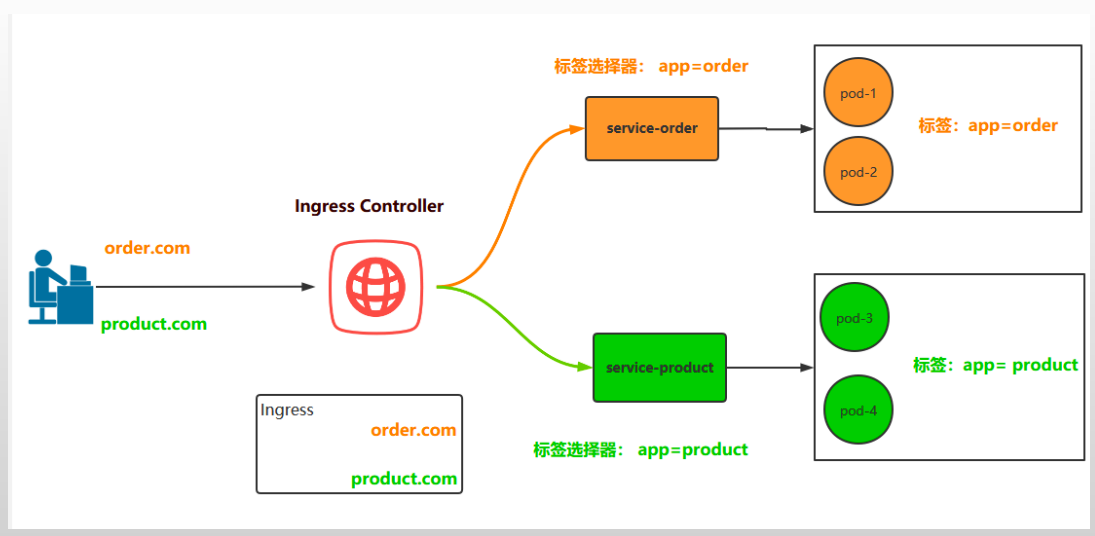 标签选择器： app=order
pod-1
service-order
标签：app=order
pod-2
Ingress Controller
order.com
product.com
pod-3
service-product
标签：app= product
pod-4
Ingress
order.com
product.com
标签选择器： app=product